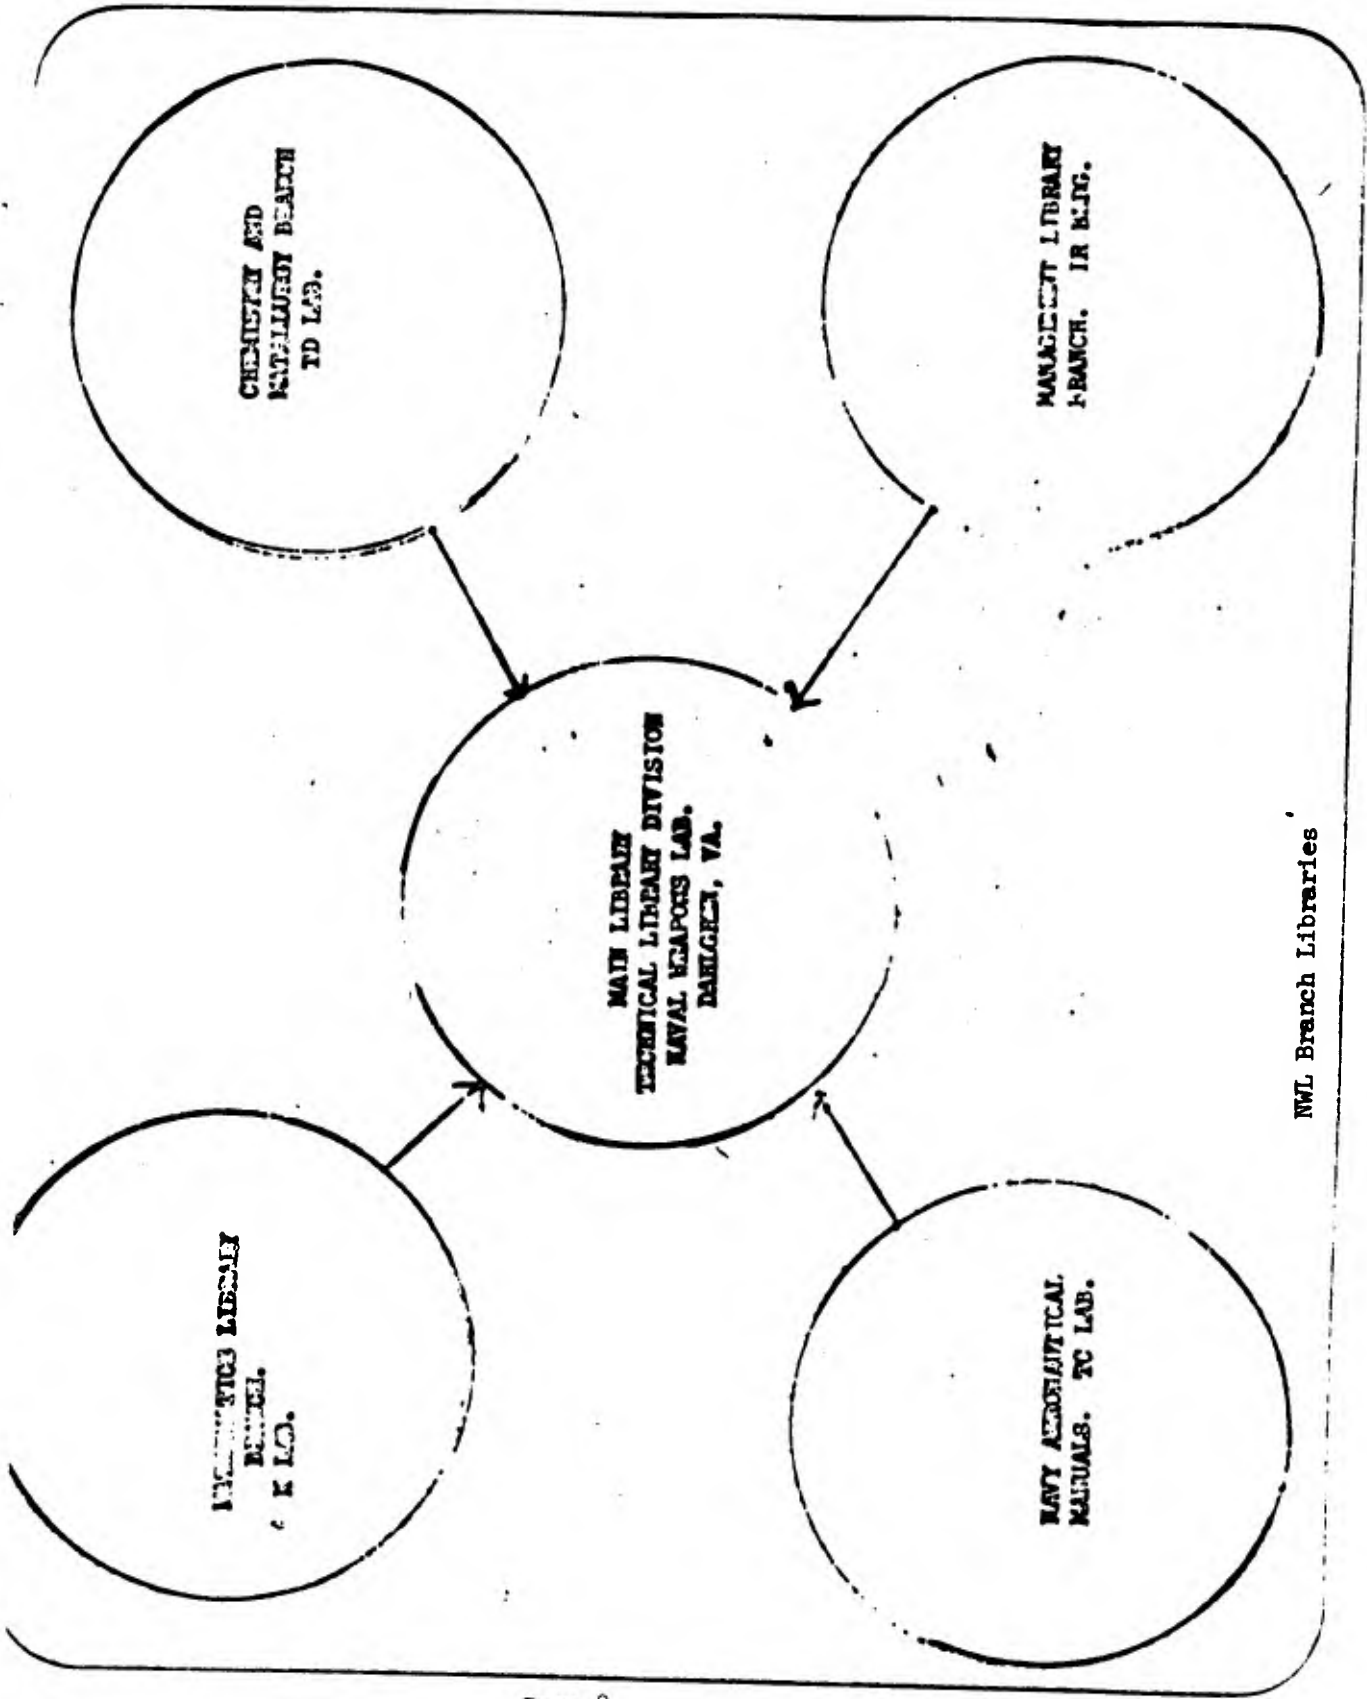 CHEMISTRY AND
METALLURGY BRANCH
TD LAB.
MANAGEMENT LIBRARY
BRANCH. IR BLDG.
MAIN LIBRARY
TECHNICAL LIBRARY DIVISION
NAVAL WEAPONS LAB.
DAHLGREN, VA.
LIBRARY
BRANCH.
K LAB.
NAVY AERONAUTICAL
MANUALS. TC LAB.
NWL Branch Libraries